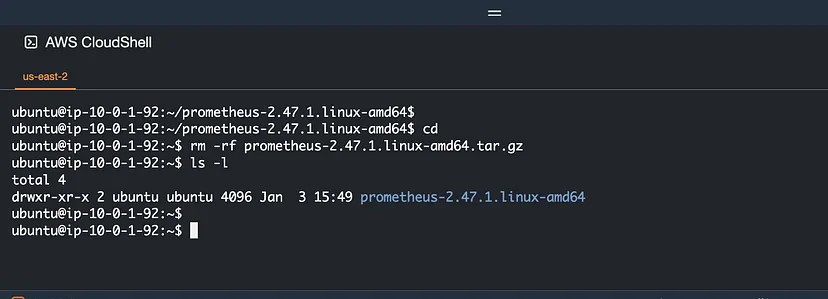 AWS CloudShell
us-east-2
ubuntu@ip-10-0-1-92:~/prometheus-2.47.1.linux-amd64$
ubuntu@ip-10-0-1-92:~/prometheus-2.47.1.linux-amd64$ cd
ubuntu@ip-10-0-1-92:~$ rm -rf prometheus-2.47.1.linux-amd64.tar.gz
ubuntu@ip-10-0-1-92:~$ ls -l
total 4
drwxr-xr-x 2 ubuntu ubuntu 4096 Jan  3 15:49 prometheus-2.47.1.linux-amd64
ubuntu@ip-10-0-1-92:~$
ubuntu@ip-10-0-1-92:~$